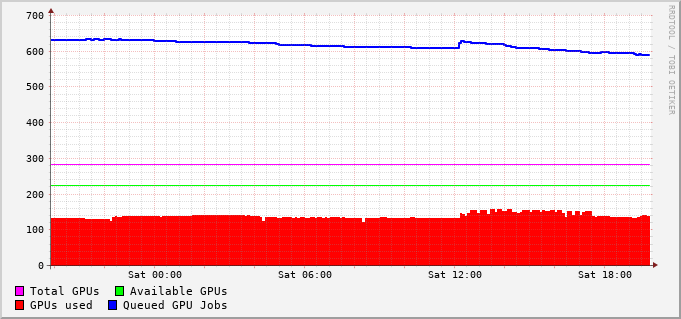 700
600
500
400
300
200
100
0
Sat 00:00 Sat 06:00 Sat 12:00 Sat 18:00
Total GPUs Available GPUs
GPUs used Queued GPU Jobs
RRDTOOL / TOBI OETIKER